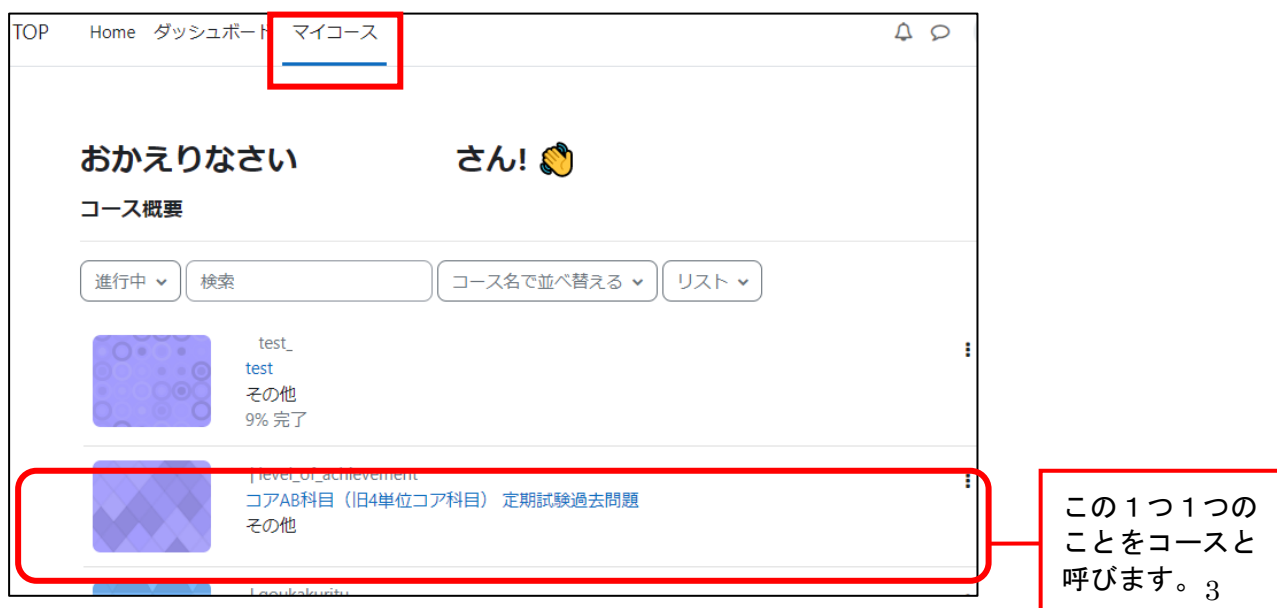 TOP Home ダッシュボード マイコース
おかえりなさい さん! 👋
コース概要
進行中 検索 コース名で並べ替える リスト
test_
test
その他
9% 完了
level_of_achievement
コアAB科目（旧4単位コア科目） 定期試験過去問題
その他
goukakuritu
この１つ１つの
ことをコースと
呼びます。
3